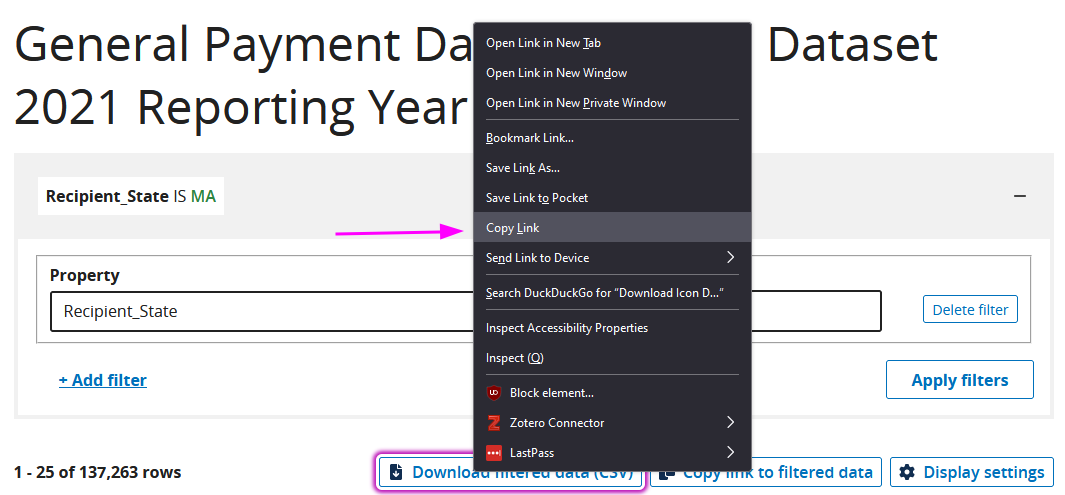 General Payment Da Dataset
2021 Reporting Year
Recipient_State IS MA
Property
Recipient_State
Delete filter
+ Add filter
Apply filters
1 - 25 of 137,263 rows
Download filtered data (CSV)
Copy link to filtered data
Display settings
Open Link in New Tab
Open Link in New Window
Open Link in New Private Window
Bookmark Link...
Save Link As...
Save Link to Pocket
Copy Link
Send Link to Device
Search DuckDuckGo for “Download Icon D...”
Inspect Accessibility Properties
Inspect (Q)
UD Block element...
Z Zotero Connector
LastPass